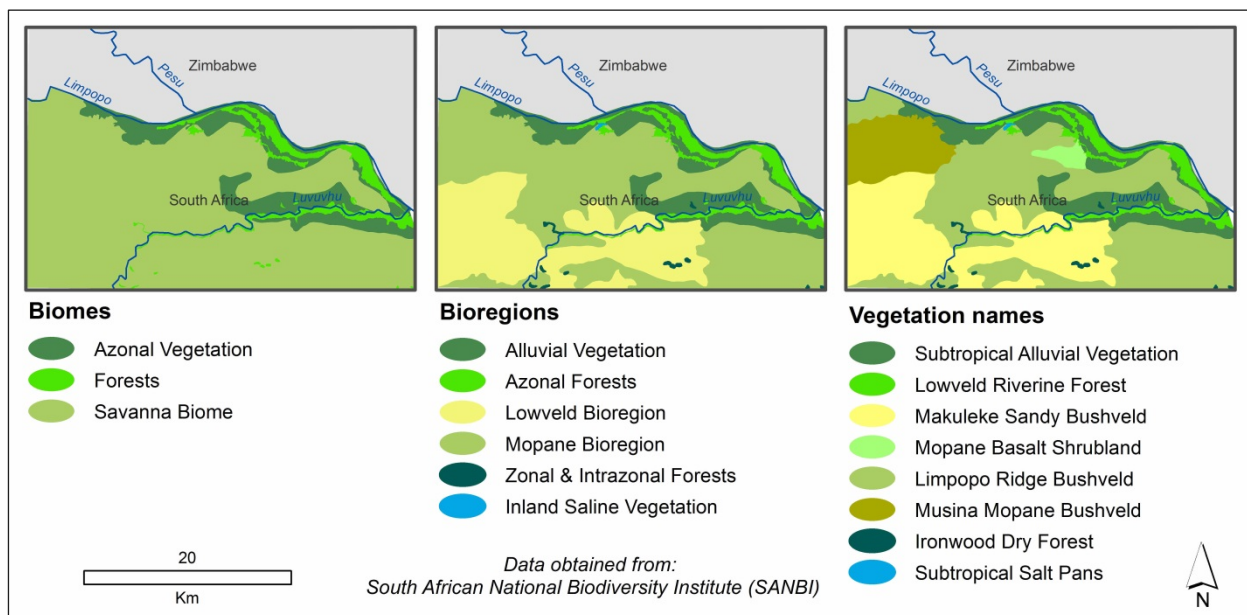 Zimbabwe
Pesu
Limpopo
South Africa
Luvuvhu
Zimbabwe
Pesu
Limpopo
South Africa
Luvuvhu
Zimbabwe
Pesu
Limpopo
South Africa
Luvuvhu
Biomes
Azonal Vegetation
Forests
Savanna Biome
Bioregions
Alluvial Vegetation
Azonal Forests
Lowveld Bioregion
Mopane Bioregion
Zonal & Intrazonal Forests
Inland Saline Vegetation
Vegetation names
Subtropical Alluvial Vegetation
Lowveld Riverine Forest
Makuleke Sandy Bushveld
Mopane Basalt Shrubland
Limpopo Ridge Bushveld
Musina Mopane Bushveld
Ironwood Dry Forest
Subtropical Salt Pans
20
Km
Data obtained from:
South African National Biodiversity Institute (SANBI)
N